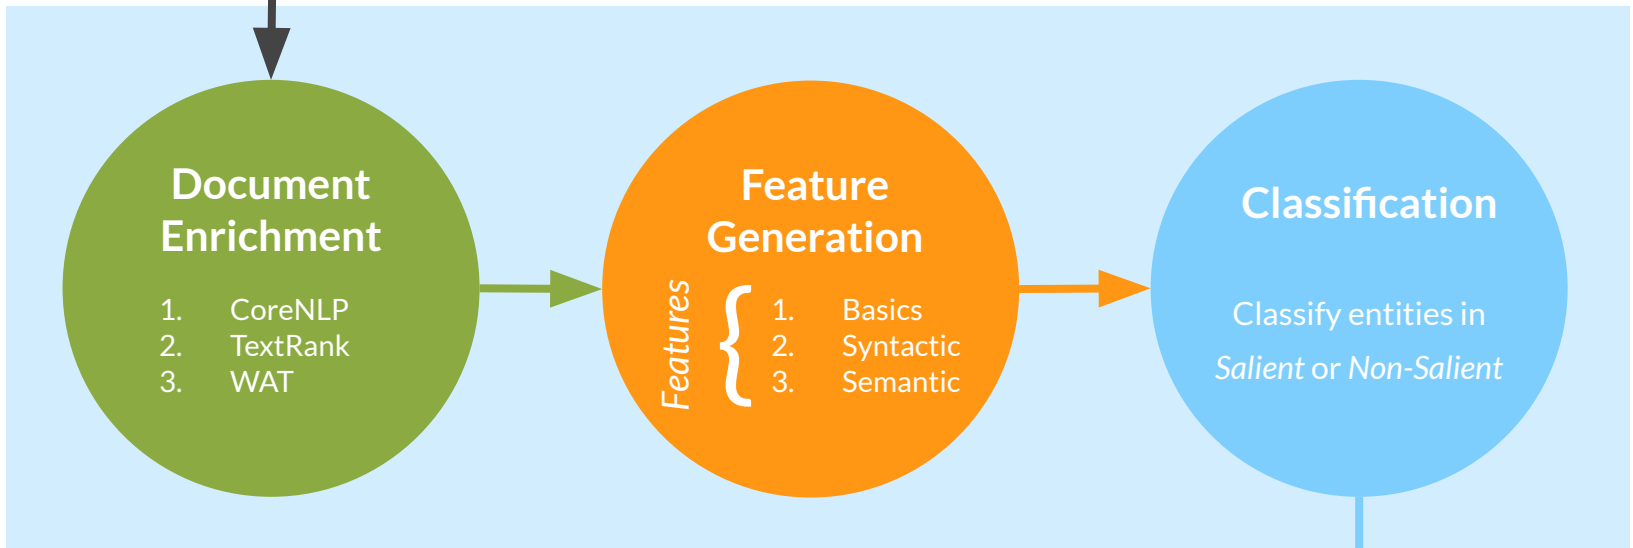 Document
Enrichment
1. CoreNLP
2. TextRank
3. WAT
Feature
Generation
Features
{
1. Basics
2. Syntactic
3. Semantic
Classification
Classify entities in
Salient or Non-Salient